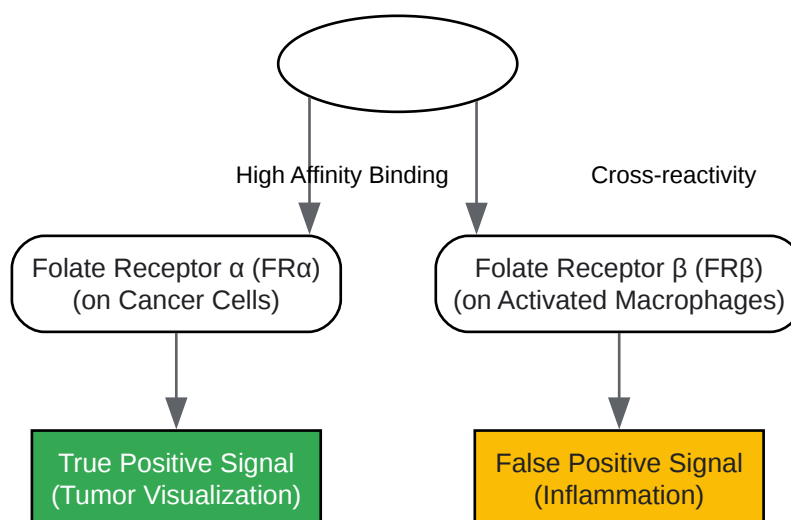 High Affinity Binding
Cross-reactivity
Folate Receptor α (FRα)
(on Cancer Cells)
Folate Receptor β (FRβ)
(on Activated Macrophages)
True Positive Signal
(Tumor Visualization)
False Positive Signal
(Inflammation)